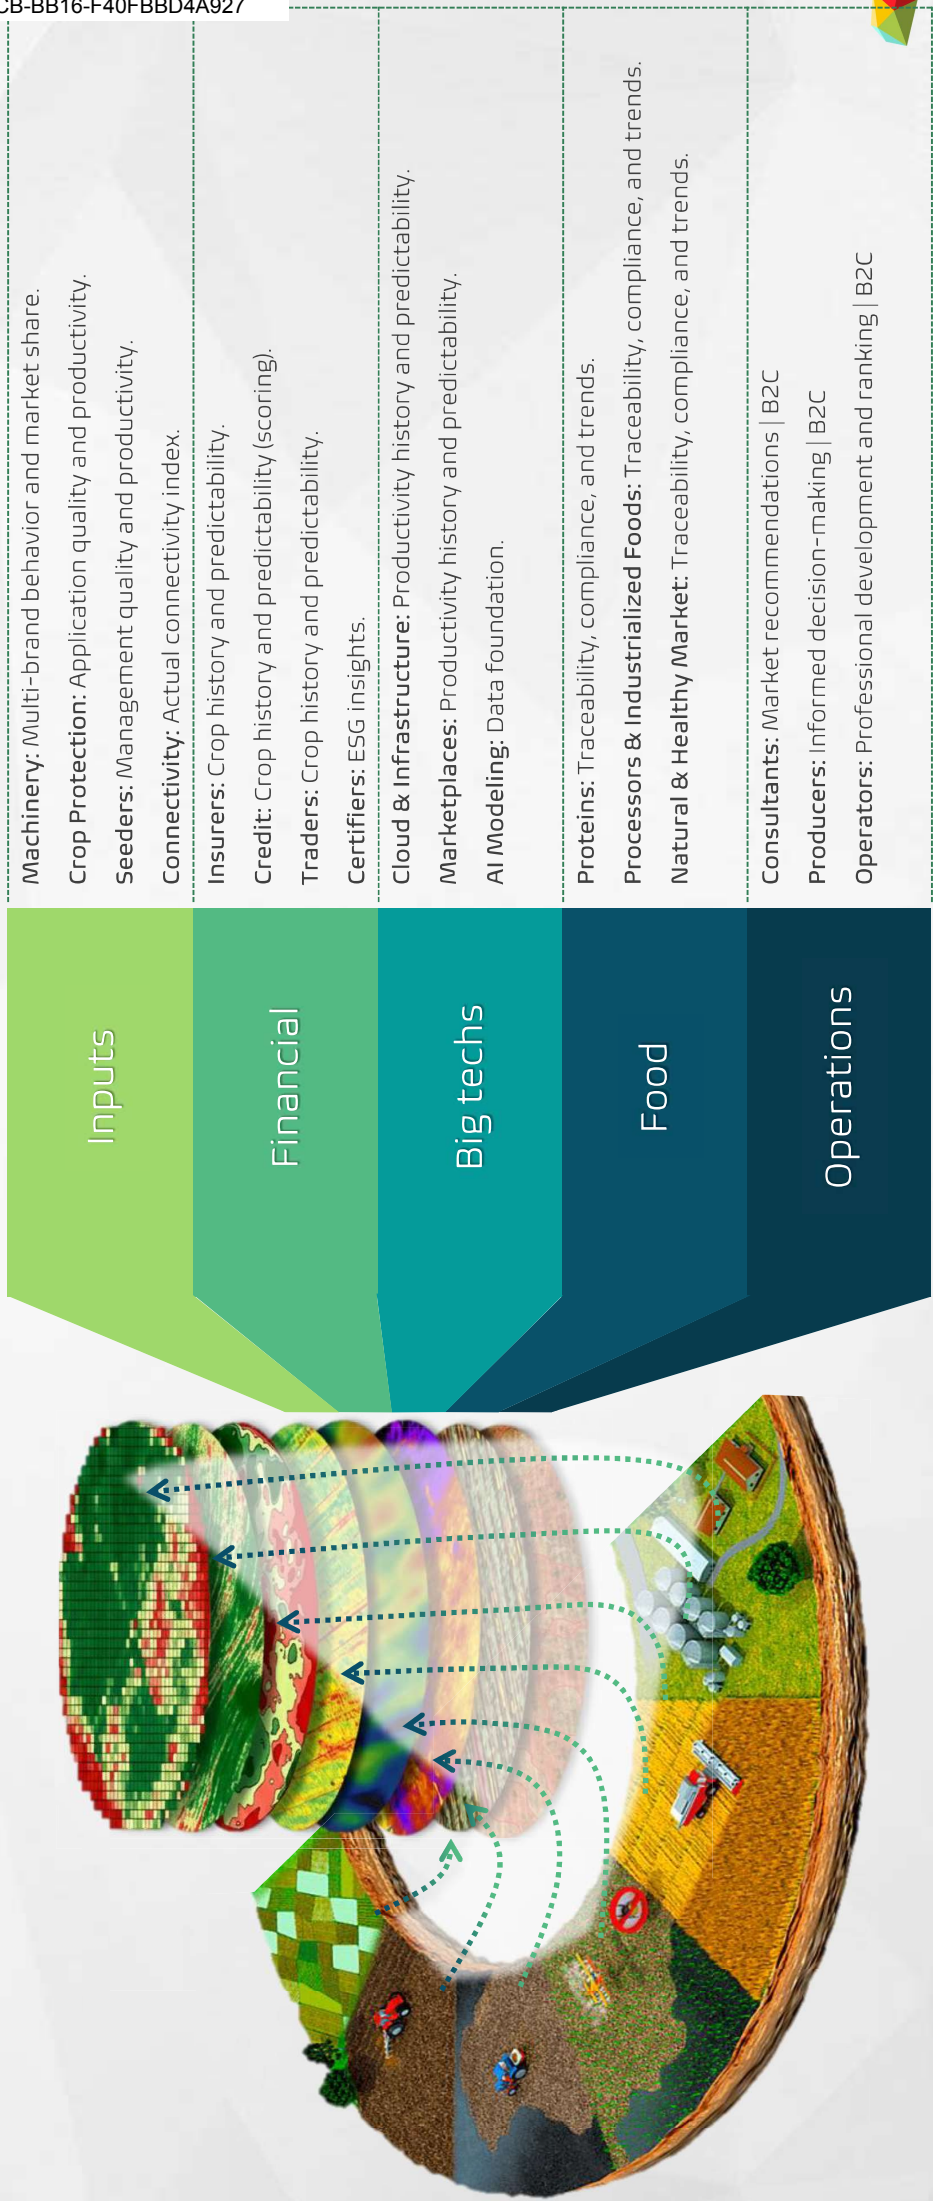 CB-BB16-F40FBBD4A927
Inputs
Machinery: Multi-brand behavior and market share.
Crop Protection: Application quality and productivity.
Seeders: Management quality and productivity.
Connectivity: Actual connectivity index.
Financial
Insurers: Crop history and predictability.
Credit: Crop history and predictability (scoring).
Traders: Crop history and predictability.
Certifiers: ESG insights.
Big techs
Cloud & Infrastructure: Productivity history and predictability.
Marketplaces: Productivity history and predictability.
AI Modeling: Data foundation.
Food
Proteins: Traceability, compliance, and trends.
Processors & Industrialized Foods: Traceability, compliance, and trends.
Natural & Healthy Market: Traceability, compliance, and trends.
Operations
Consultants: Market recommendations | B2C
Producers: Informed decision-making | B2C
Operators: Professional development and ranking | B2C